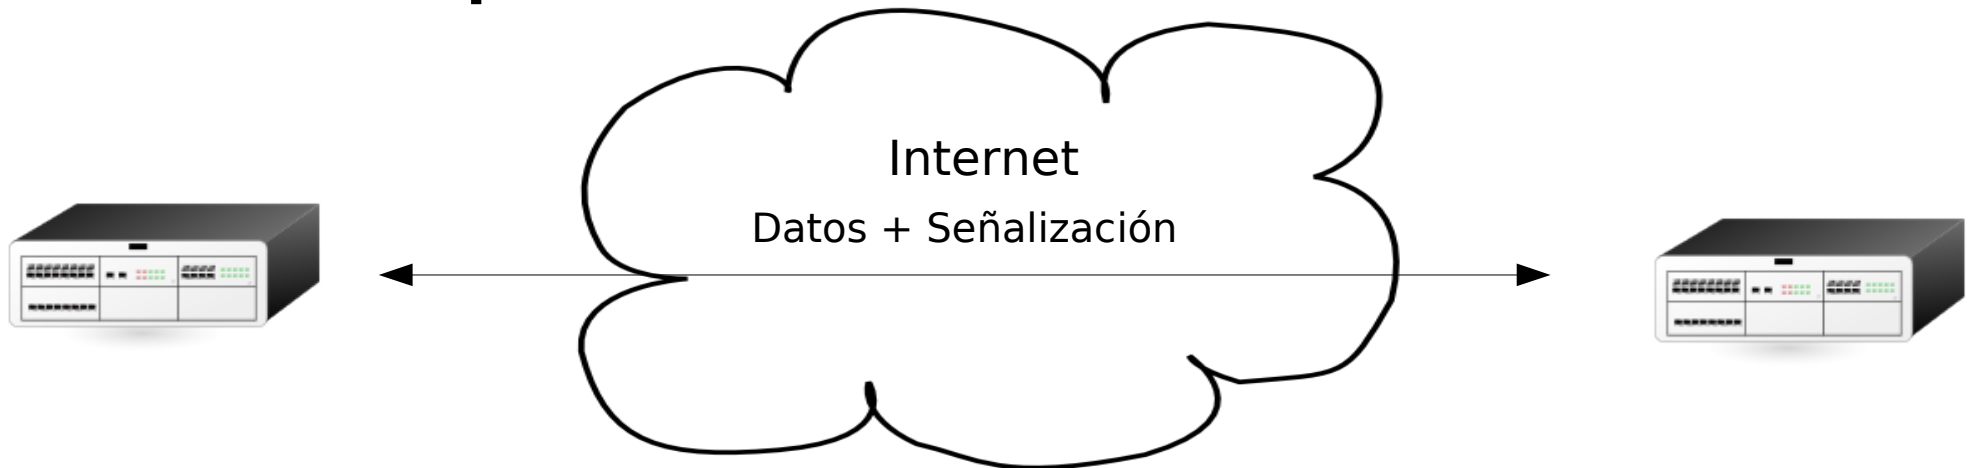 Internet
Datos + Señalización